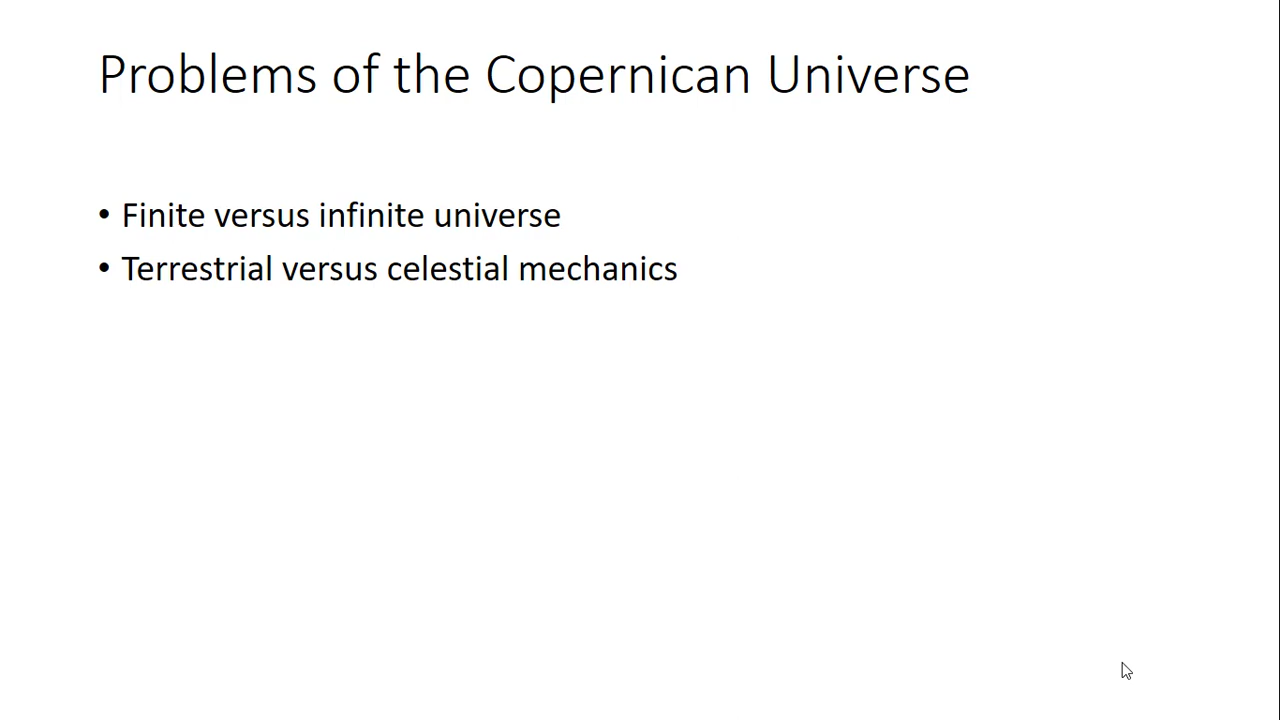 Problems of the Copernican Universe
• Finite versus infinite universe
• Terrestrial versus celestial mechanics